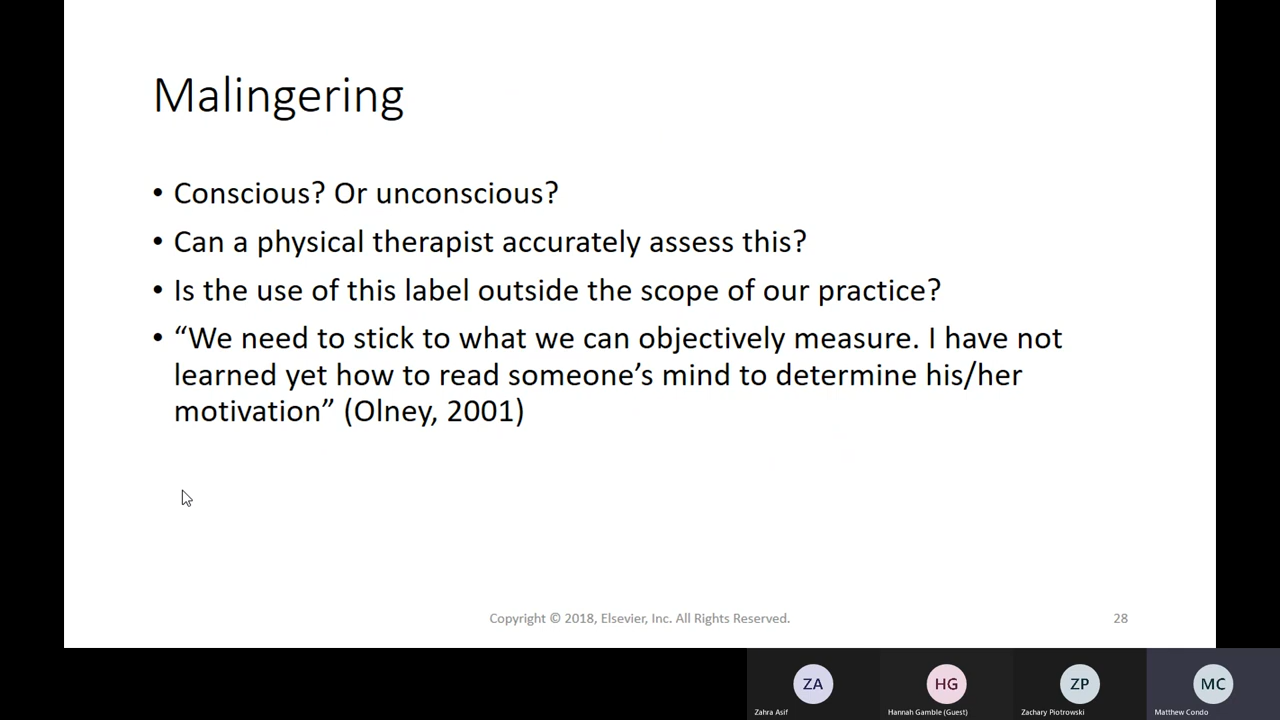 Malingering
• Conscious? Or unconscious?
• Can a physical therapist accurately assess this?
• Is the use of this label outside the scope of our practice?
• “We need to stick to what we can objectively measure. I have not
learned yet how to read someone’s mind to determine his/her
motivation” (Olney, 2001)
Copyright © 2018, Elsevier, Inc. All Rights Reserved.
28
ZA
HG
ZP
MC
Zahra Asif
Hannah Gamble (Guest)
Zachary Piotrowski
Matthew Condo